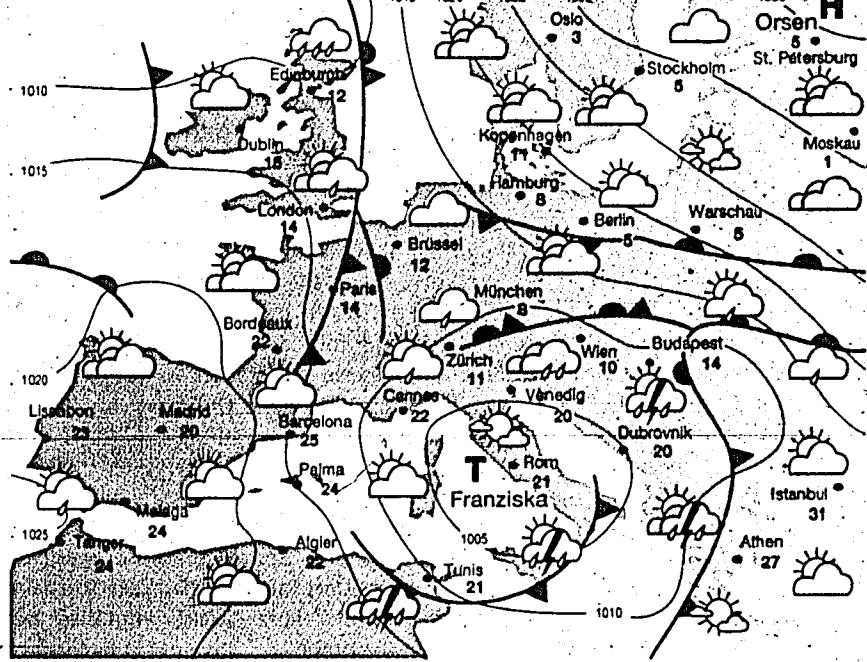 H
Oslo
3
Orsen
5
St. Petersburg
Stockholm
5
Edinburgh
12
1010
Kopenhagen
11
Moskau
1
Dublin
15
1015
Hamburg
8
London
14
Berlin
5
Warschau
5
Brüssel
12
Paris
14
München
8
Bordeaux
22
Zürich
11
Wien
10
Budapest
14
1020
Cannes
22
Venedig
20
Lissabon
23
Madrid
20
Barcelona
25
Dubrovnik
20
T
Rom
21
Franziska
Palma
24
Malaga
24
Istanbul
31
1025
Tanger
24
Algier
22
1005
Athen
27
Tunis
21
1010